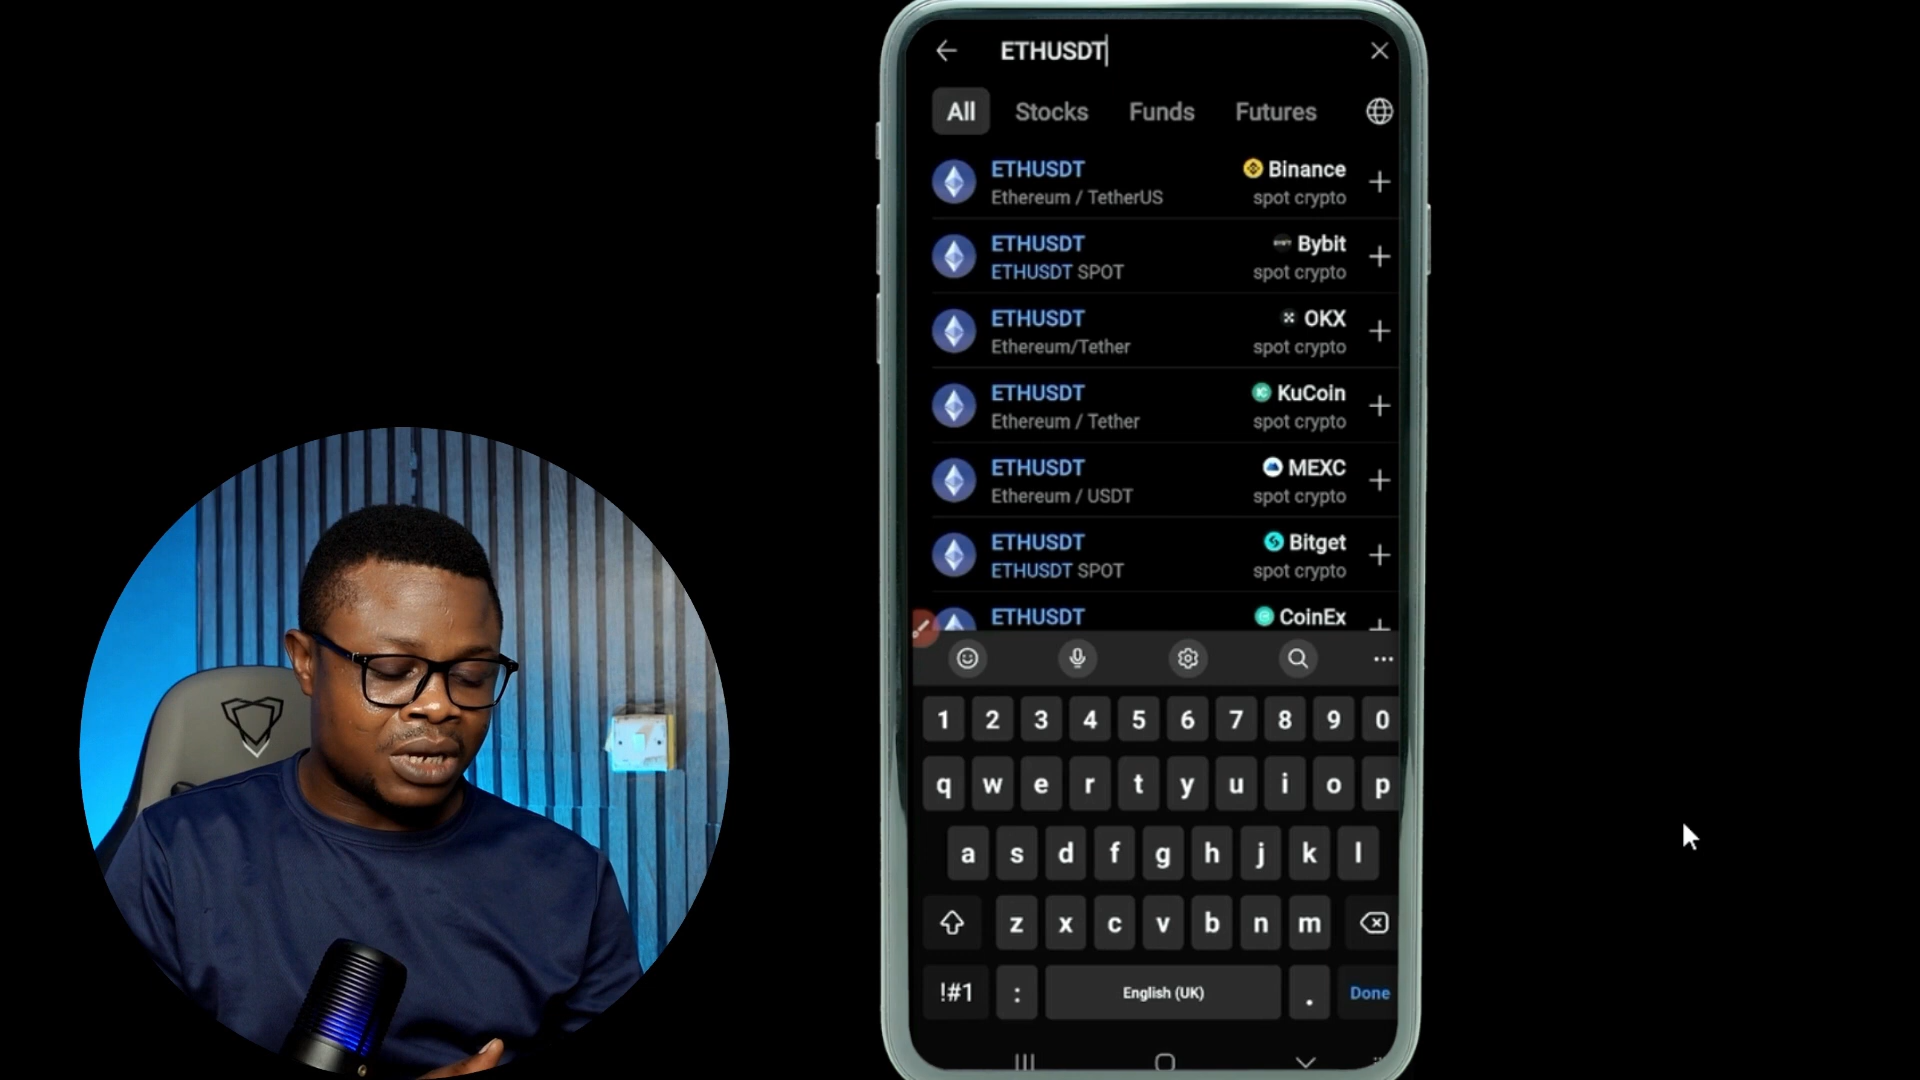 ETHUSDT
All Stocks Funds Futures
ETHUSDT Binance
Ethereum / TetherUS spot crypto
ETHUSDT Bybit
ETHUSDT SPOT spot crypto
ETHUSDT OKX
Ethereum/Tether spot crypto
ETHUSDT KuCoin
Ethereum / Tether spot crypto
ETHUSDT MEXC
Ethereum / USDT spot crypto
ETHUSDT Bitget
ETHUSDT SPOT spot crypto
ETHUSDT CoinEx
1 2 3 4 5 6 7 8 9 0
q w e r t y u i o p
a s d f g h j k l
z x c v b n m
!#1 : English (UK) . Done